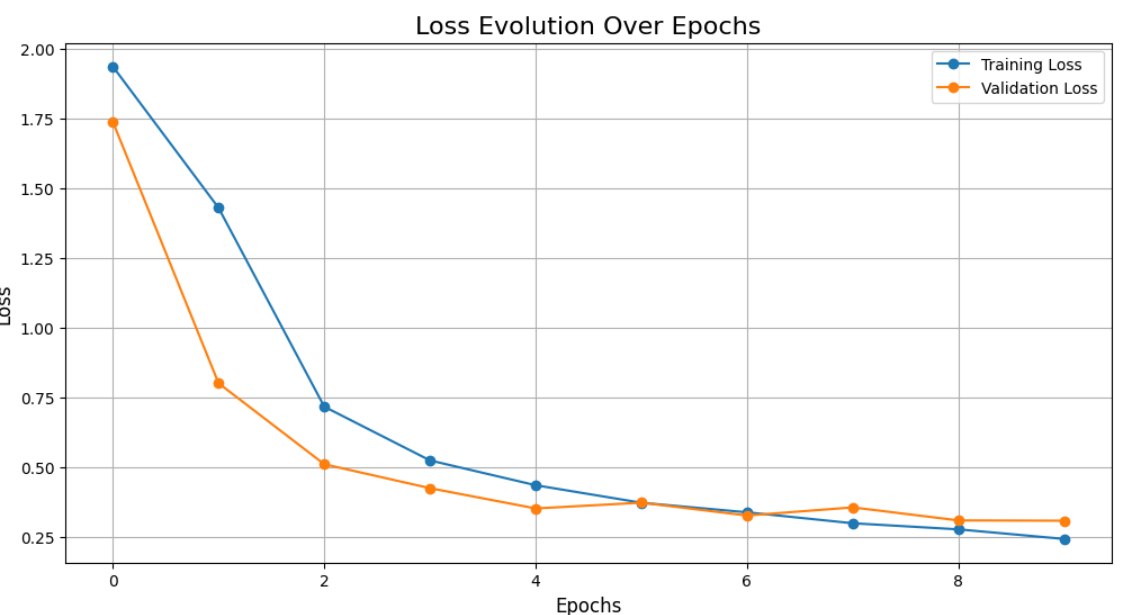 Loss Evolution Over Epochs
Training Loss
Validation Loss
2.00
1.75
1.50
1.25
1.00
0.75
0.50
0.25
Loss
0 2 4 6 8
Epochs